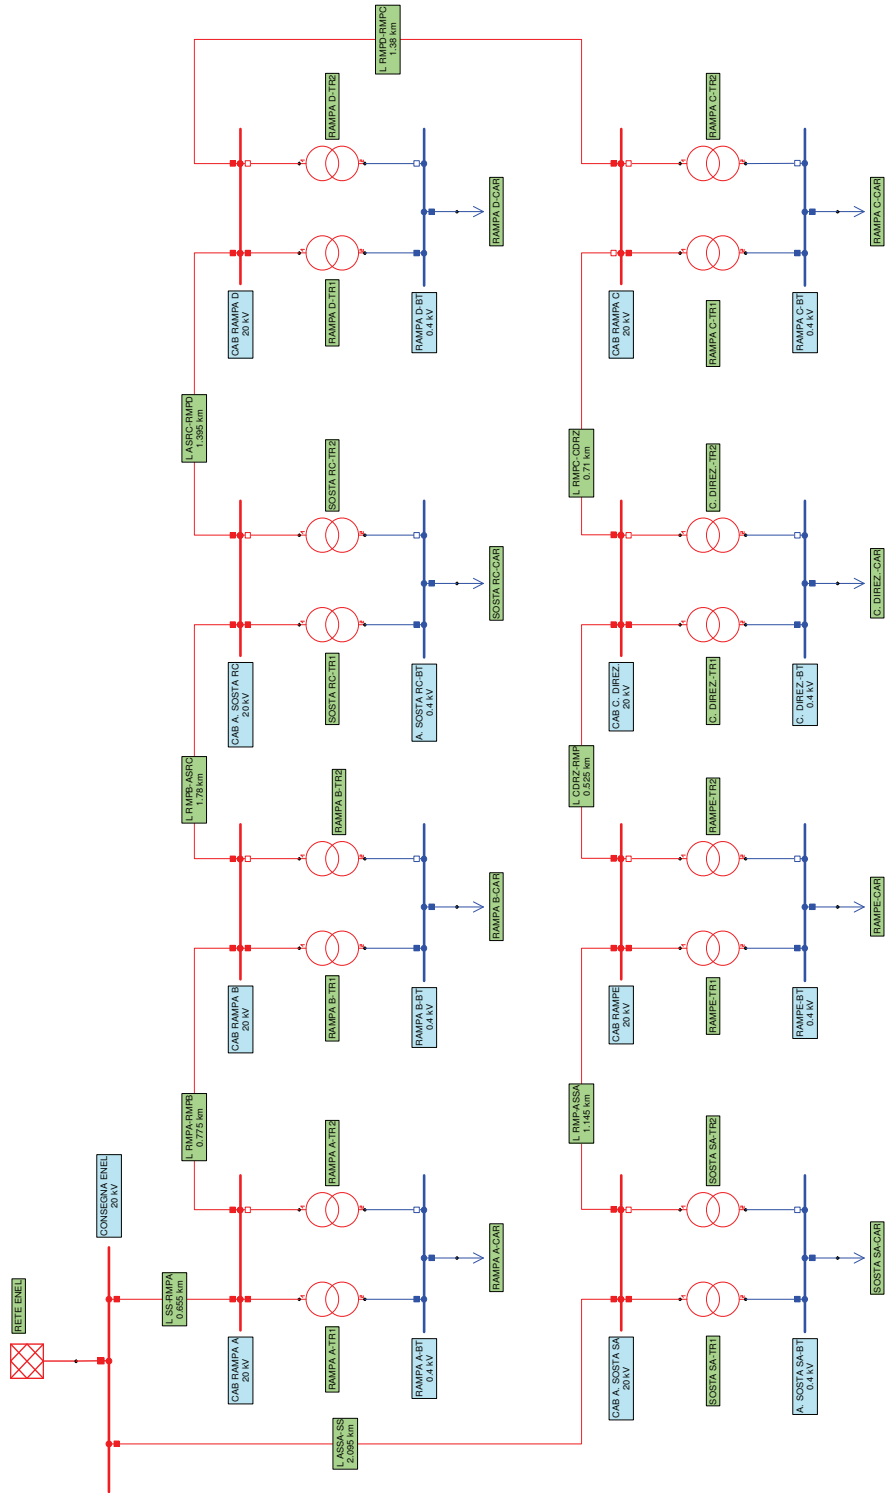 L RMPD-RMPC
1.38 km
RAMPA D-TR2
RAMPA C-TR2
RAMPA D-CAR
RAMPA C-CAR
CAB RAMPA D
20 kV
RAMPA D-TR1
RAMPA D-BT
0.4 kV
CAB RAMPA C
20 kV
RAMPA C-TR1
RAMPA C-BT
0.4 kV
L ASRC-RMPD
1.395 km
L RMPC-CDRZ
0.71 km
SOSTA RC-TR2
C. DIREZ.-TR2
SOSTA RC-CAR
C. DIREZ.-CAR
CAB A. SOSTA RC
20 kV
SOSTA RC-TR1
A. SOSTA RC-BT
0.4 kV
CAB C. DIREZ.
20 kV
C. DIREZ.-TR1
C. DIREZ.-BT
0.4 kV
L RMPB-ASRC
1.78 km
L CDRZ-RMP
0.525 km
RAMPA B-TR2
RAMPE-TR2
RAMPA B-CAR
RAMPE-CAR
CAB RAMPA B
20 kV
RAMPA B-TR1
RAMPA B-BT
0.4 kV
CAB RAMPE
20 kV
RAMPE-TR1
RAMPE-BT
0.4 kV
L RMPA-RMPB
0.775 km
L RMP-ASSA
1.145 km
CONSEGNA ENEL
20 kV
RAMPA A-TR2
SOSTA SA-TR2
RETE ENEL
L SS-RMPA
0.655 km
RAMPA A-CAR
SOSTA SA-CAR
CAB RAMPA A
20 kV
RAMPA A-TR1
RAMPA A-BT
0.4 kV
CAB A. SOSTA SA
20 kV
SOSTA SA-TR1
A. SOSTA SA-BT
0.4 kV
L ASSA-SS
2.095 km